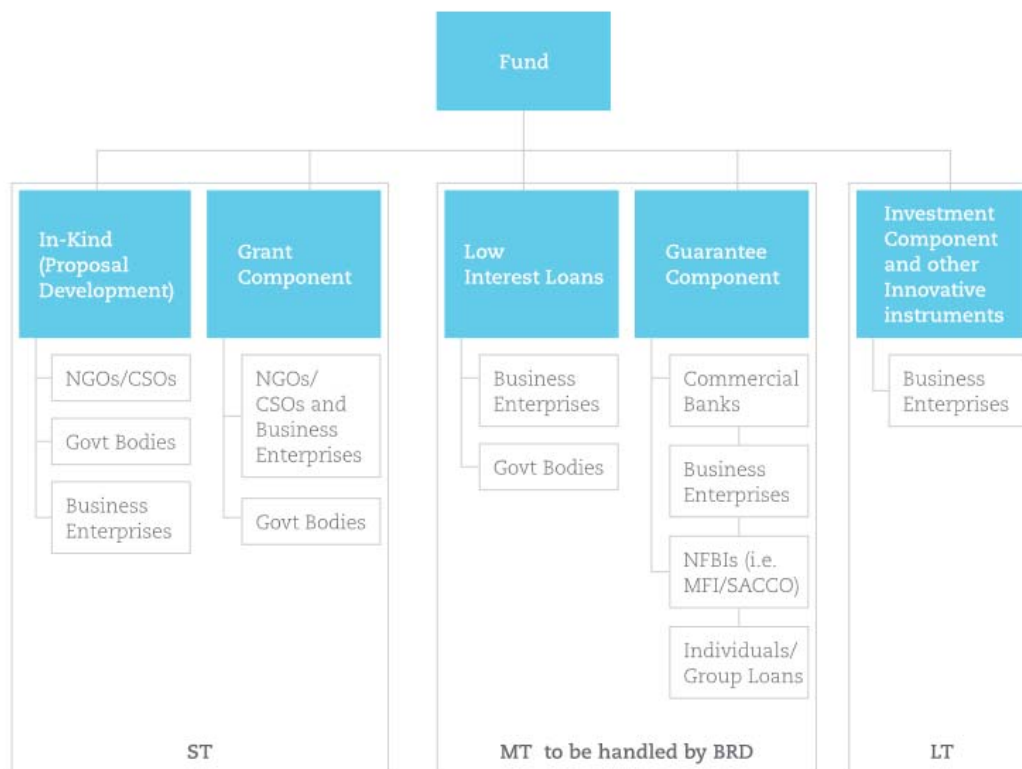 Fund
In-Kind
(Proposal
Development)
NGOs/CSOs
Govt Bodies
Business
Enterprises
Grant
Component
NGOs/
CSOs and
Business
Enterprises
Govt Bodies
ST
Low
Interest Loans
Business
Enterprises
Govt Bodies
Guarantee
Component
Commercial
Banks
Business
Enterprises
NFBIs (i.e.
MFI/SACCO)
Individuals/
Group Loans
MT to be handled by BRD
Investment
Component
and other
Innovative
instruments
Business
Enterprises
LT